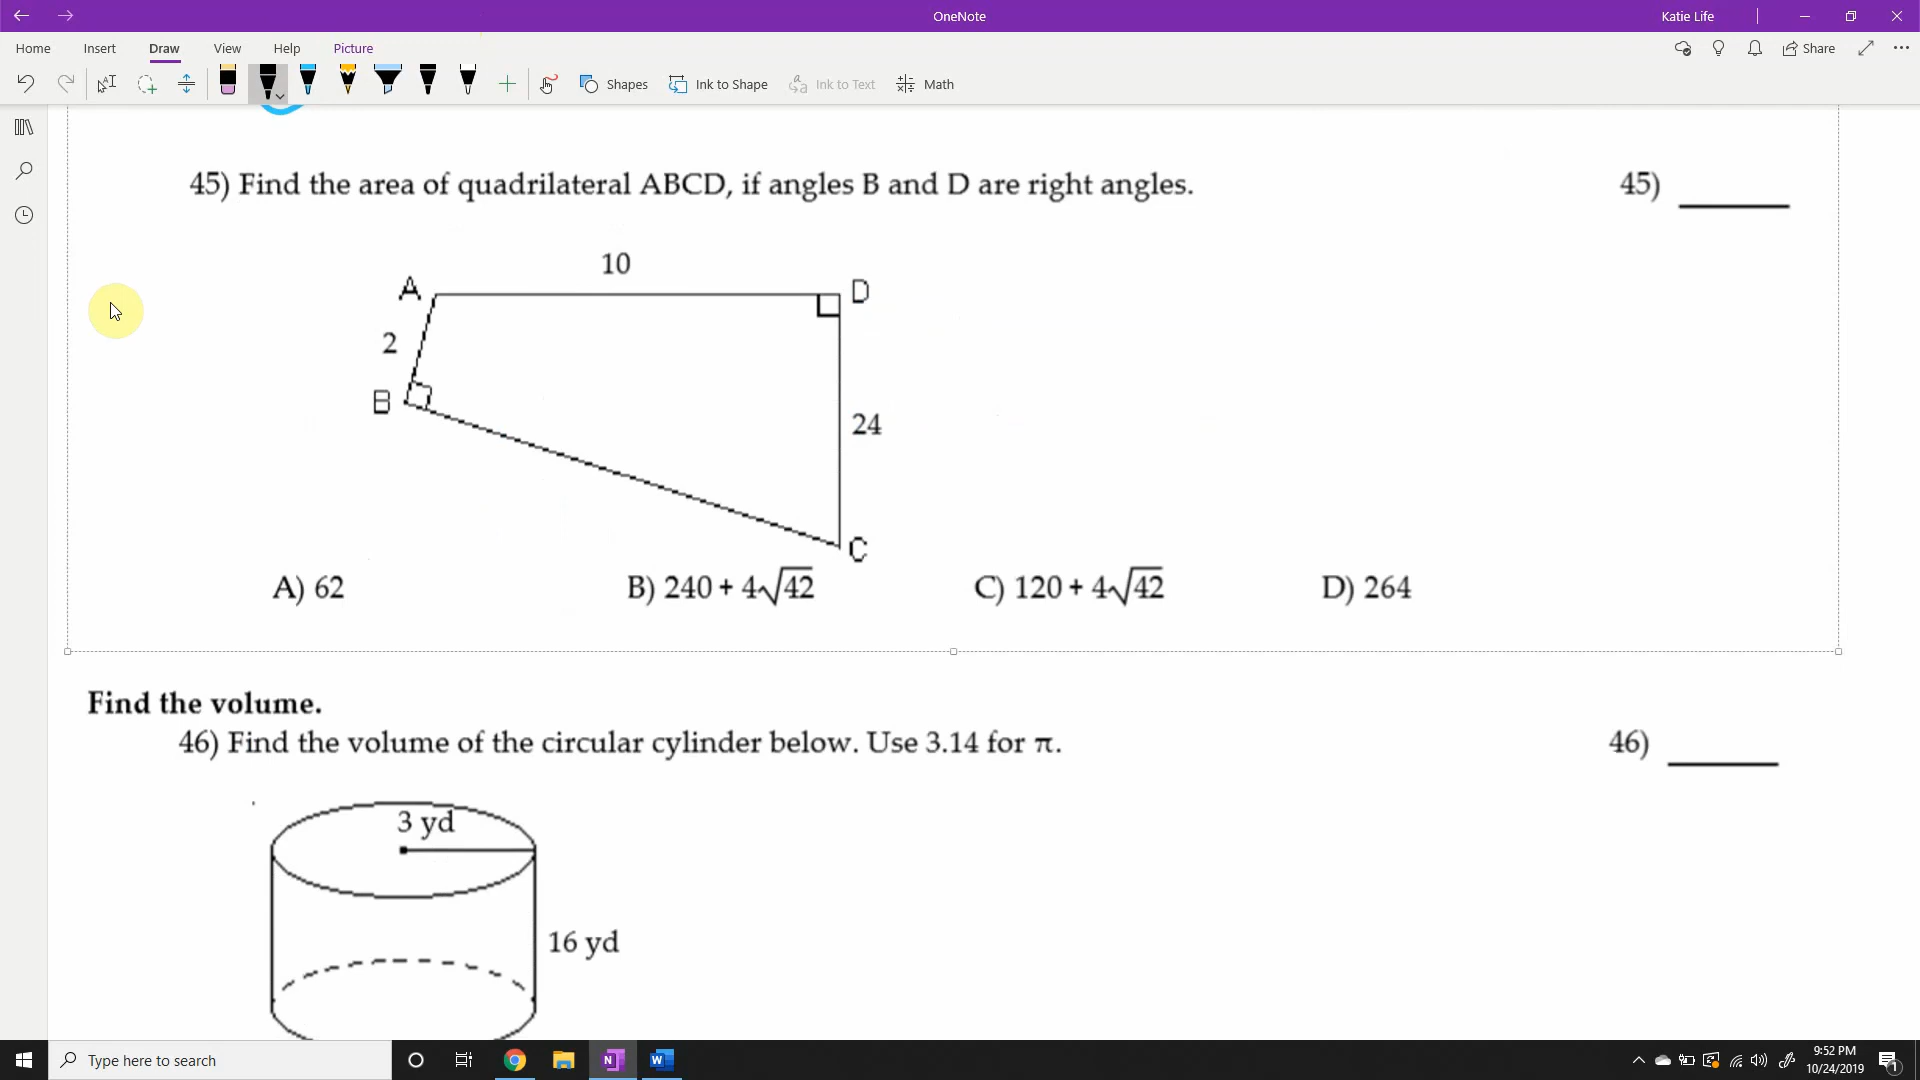 OneNote
Katie Life
Home Insert Draw View Help Picture
Share
Shapes Ink to Shape Ink to Text Math
45) Find the area of quadrilateral ABCD, if angles B and D are right angles. 45)
10
A D
2
B
24
C
A) 62 B) 240 + 4√42 C) 120 + 4√42 D) 264
Find the volume.
46) Find the volume of the circular cylinder below. Use 3.14 for π. 46)
3 yd
16 yd
Type here to search
9:52 PM
10/24/2019